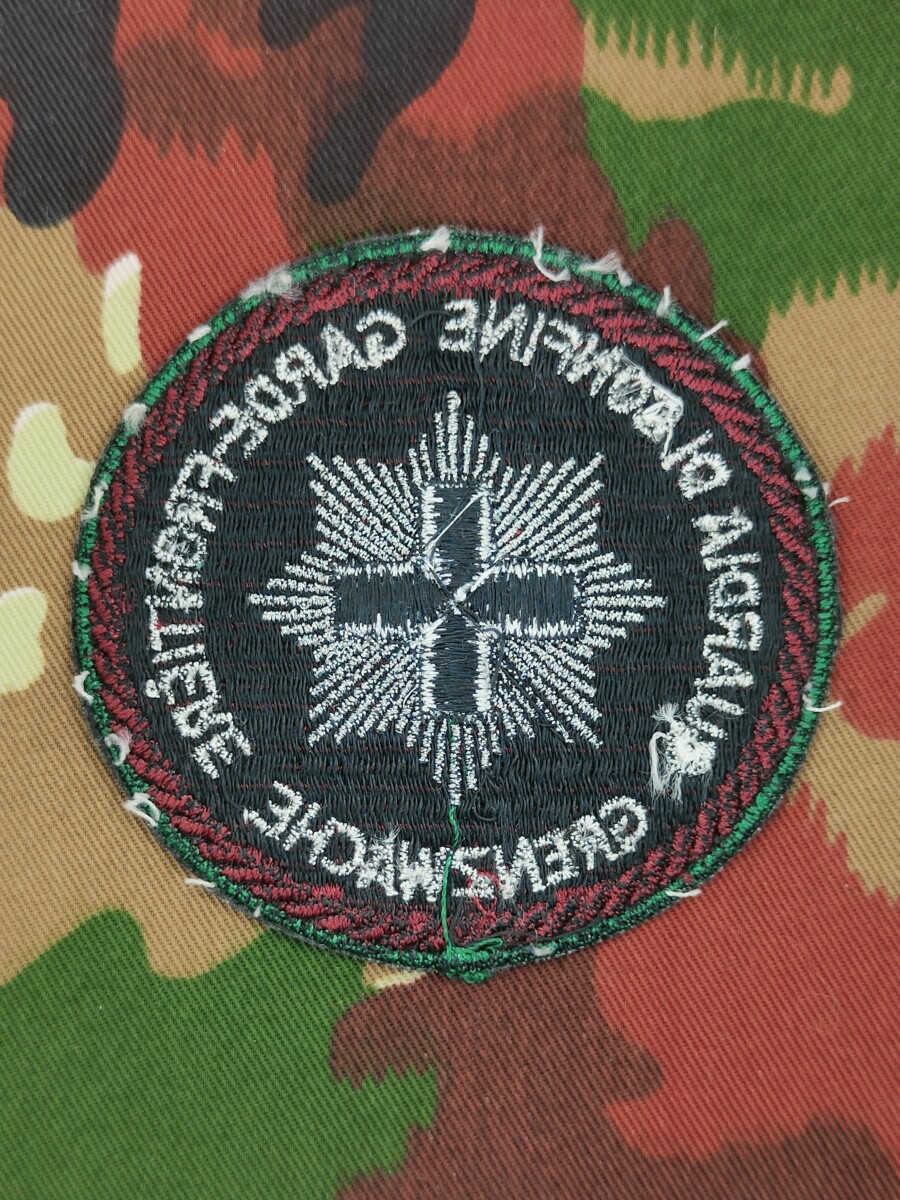 GARDE-FRONTIÈRE
GUARDIA DI CONFINE
GRENZWACHE